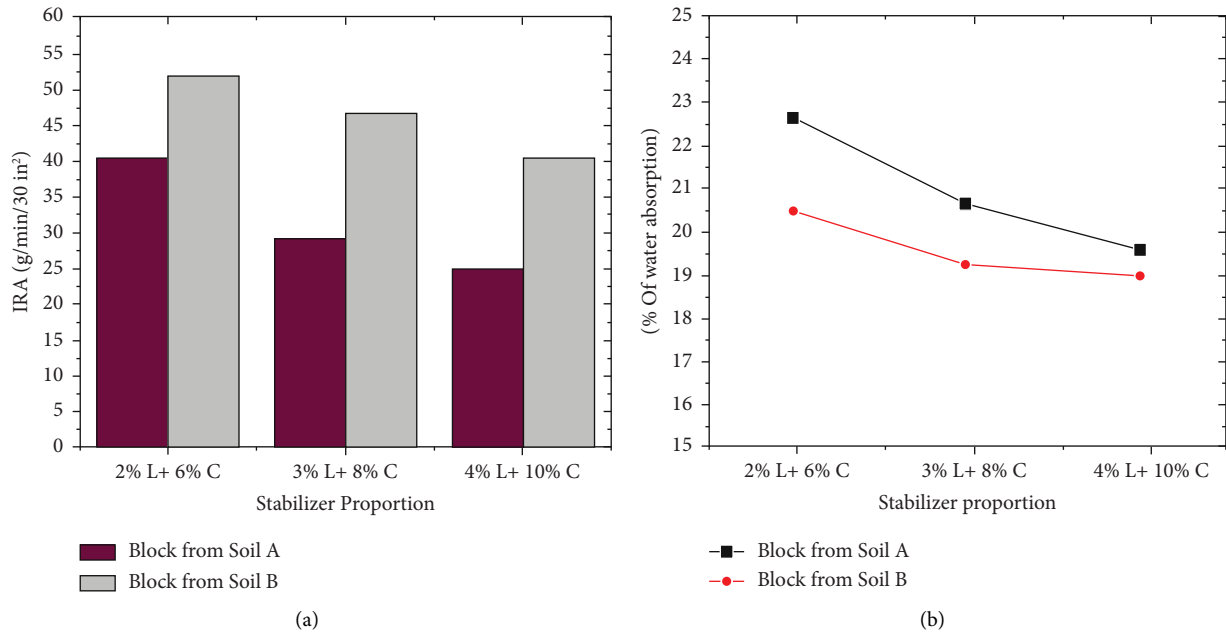 60
55
50
45
40
35
30
25
20
15
10
5
0
IRA (g/min/30 in²)
2% L+ 6% C
3% L+ 8% C
4% L+ 10% C
Stabilizer Proportion
Block from Soil A
Block from Soil B
(a)
25
24
23
22
21
20
19
18
17
16
15
(% Of water absorption)
2% L+ 6% C
3% L+ 8% C
4% L+ 10% C
Stabilizer proportion
Block from Soil A
Block from Soil B
(b)